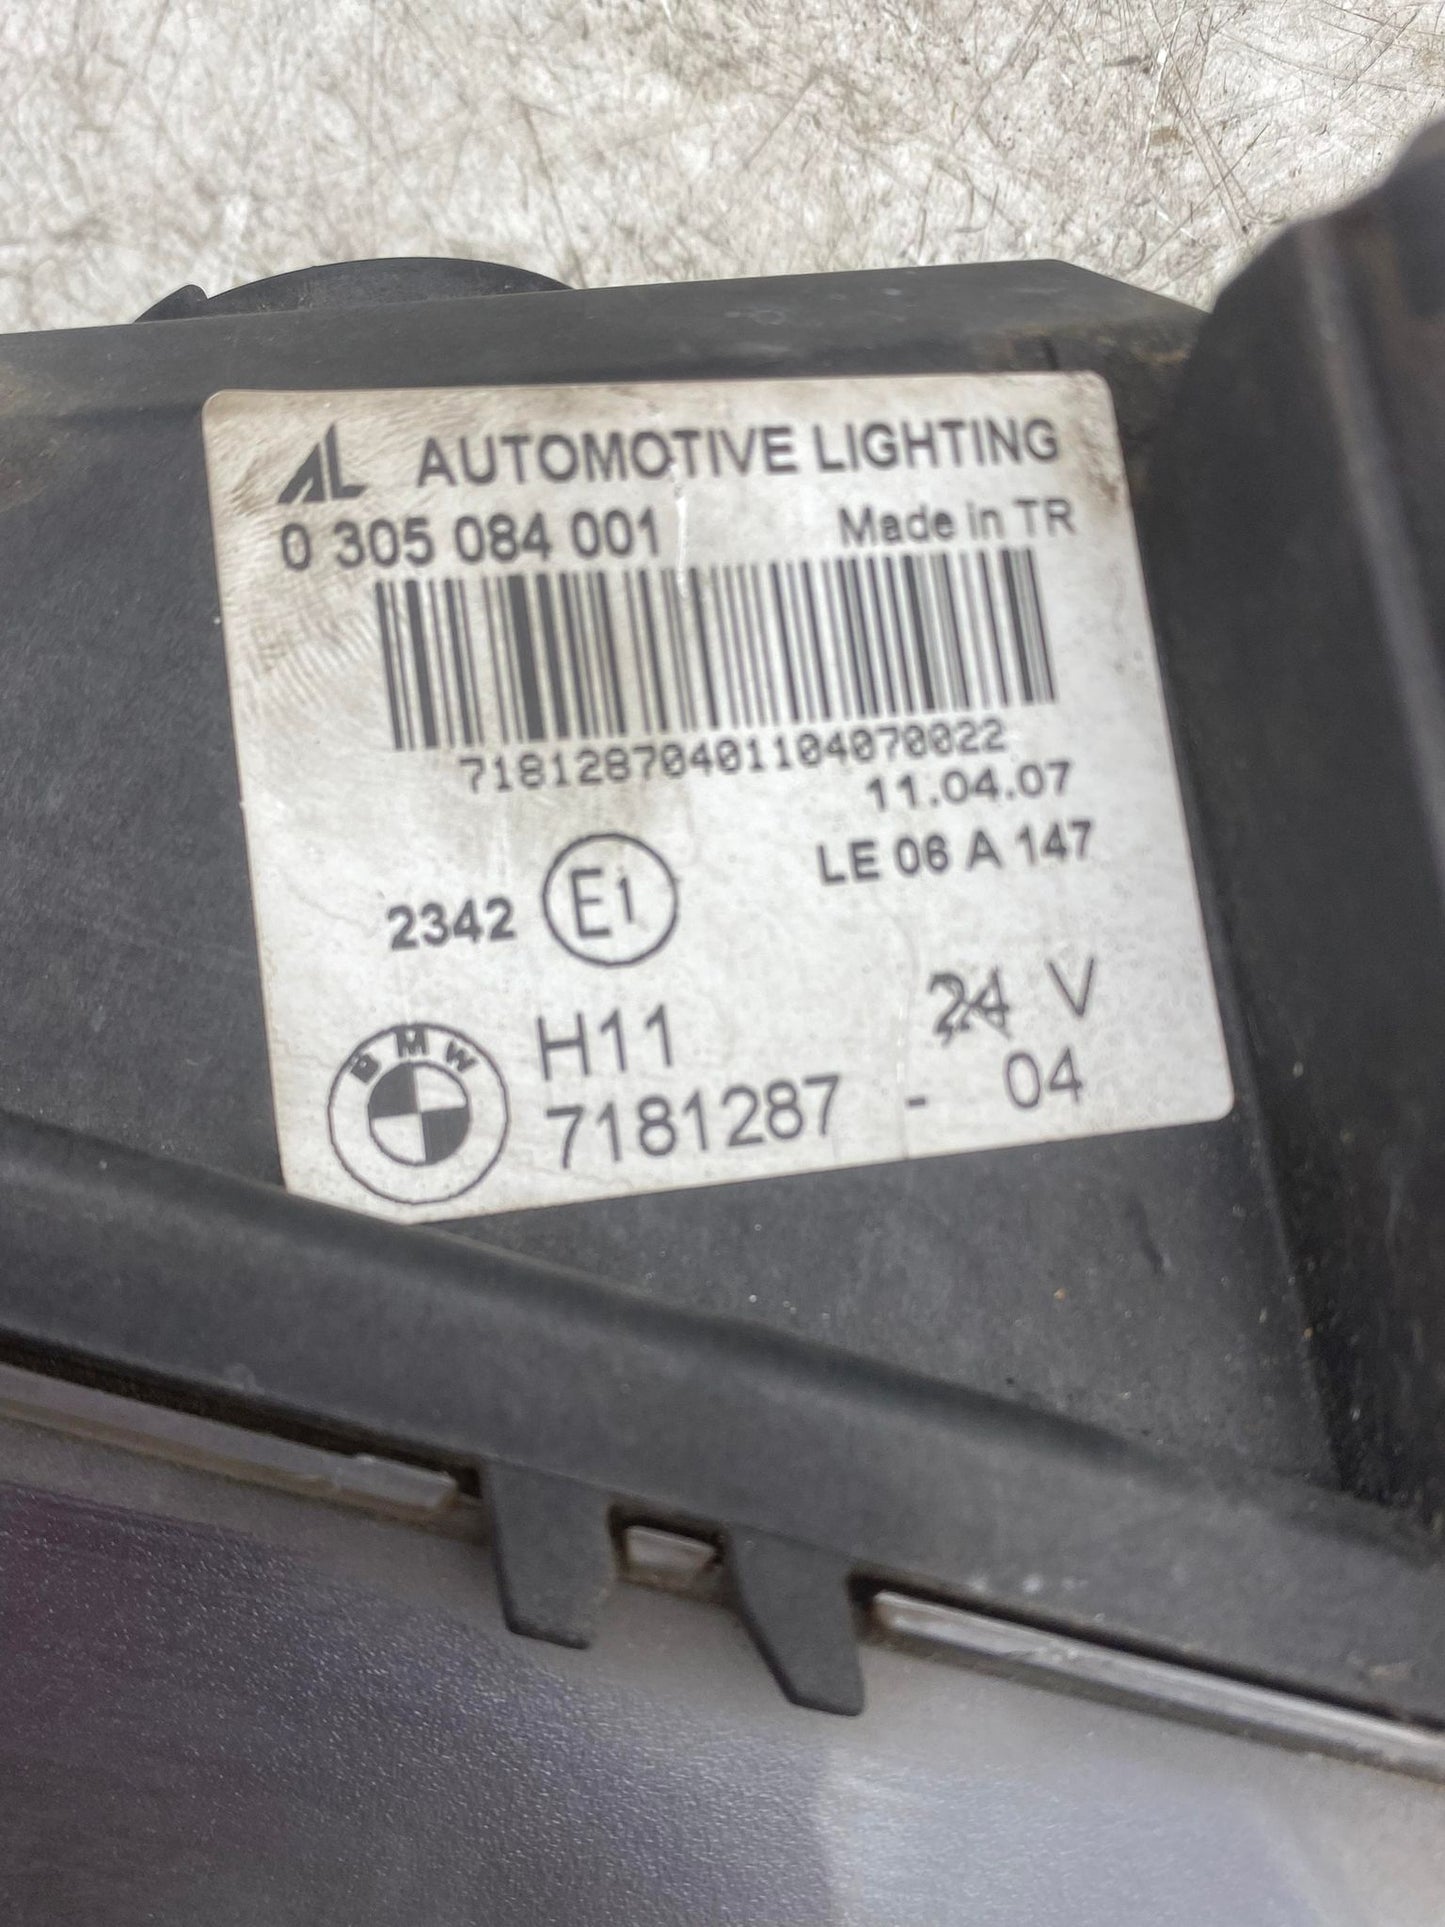 AL AUTOMOTIVE LIGHTING
0 305 084 001 Made in TR
71812870401104070022
11.04.07
LE 06 A 147
2342 E1
H11 24 V
BMW
7181287 - 04